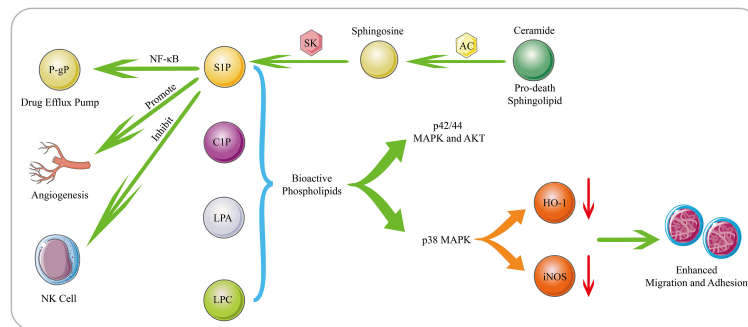 Sphingosine
Ceramide
SK
AC
NF-κB
P-gP
S1P
Drug Efflux Pump
Pro-death
Sphingolipid
Promote
Inhibit
p42/44
MAPK and AKT
C1P
Angiogenesis
Bioactive
Phospholipids
HO-1
LPA
p38 MAPK
iNOS
Enhanced
Migration and Adhesion
NK Cell
LPC